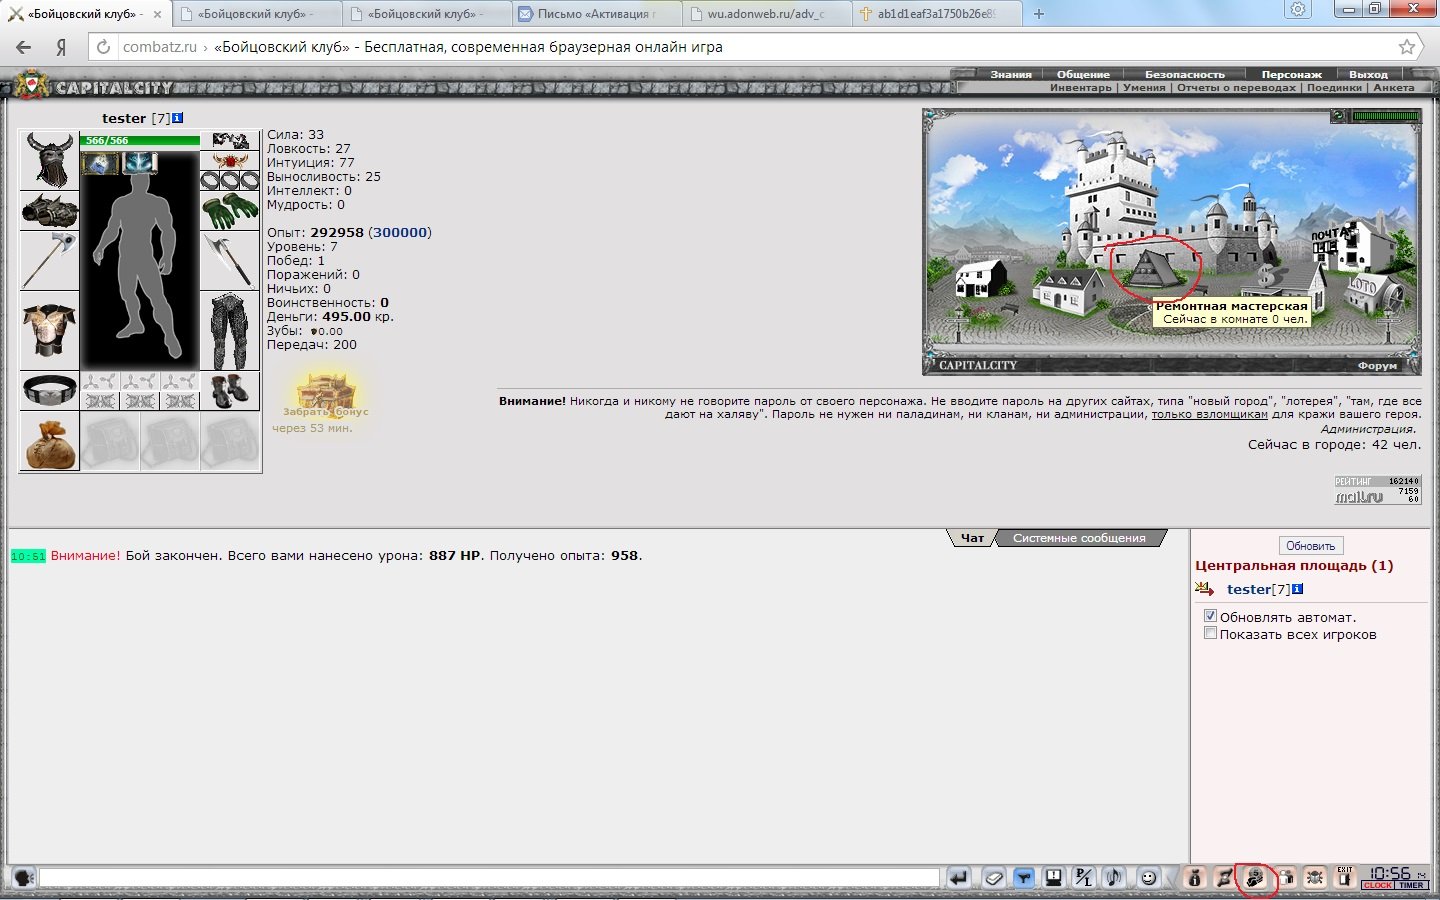 «Бойцовский клуб» -
«Бойцовский клуб» -
«Бойцовский клуб» -
Письмо «Активация
wu.adonweb.ru/adv_c
ab1d1eaf3a1750b26e89
Я
combatz.ru › «Бойцовский клуб» - Бесплатная, современная браузерная онлайн игра
CAPITALCITY
Знания Общение Безопасность Персонаж Выход
Инвентарь | Умения | Отчеты о переводах | Поединки | Анкета
tester [7]
566/566
Сила: 33
Ловкость: 27
Интуиция: 77
Выносливость: 25
Интеллект: 0
Мудрость: 0
Опыт: 292958 (300000)
Уровень: 7
Побед: 1
Поражений: 0
Ничьих: 0
Воинственность: 0
Деньги: 495.00 кр.
Зубы: 0.00
Передач: 200
Забрать бонус
через 53 мин.
ПОЧТА
LOTO
Ремонтная мастерская
Сейчас в комнате 0 чел.
CAPITALCITY
Форум
Внимание! Никогда и никому не говорите пароль от своего персонажа. Не вводите пароль на других сайтах, типа "новый город", "лотерея", "там, где все
дают на халяву". Пароль не нужен ни паладинам, ни кланам, ни администрации, только взломщикам для кражи вашего героя.
Администрация.
Сейчас в городе: 42 чел.
РЕЙТИНГ 162140
mail.ru 7159
60
Чат
Системные сообщения
10:51 Внимание! Бой закончен. Всего вами нанесено урона: 887 HP. Получено опыта: 958.
Обновить
Центральная площадь (1)
tester[7]
Обновлять автомат.
Показать всех игроков
P/L
EXIT
10:56 14
CLOCK TIMER